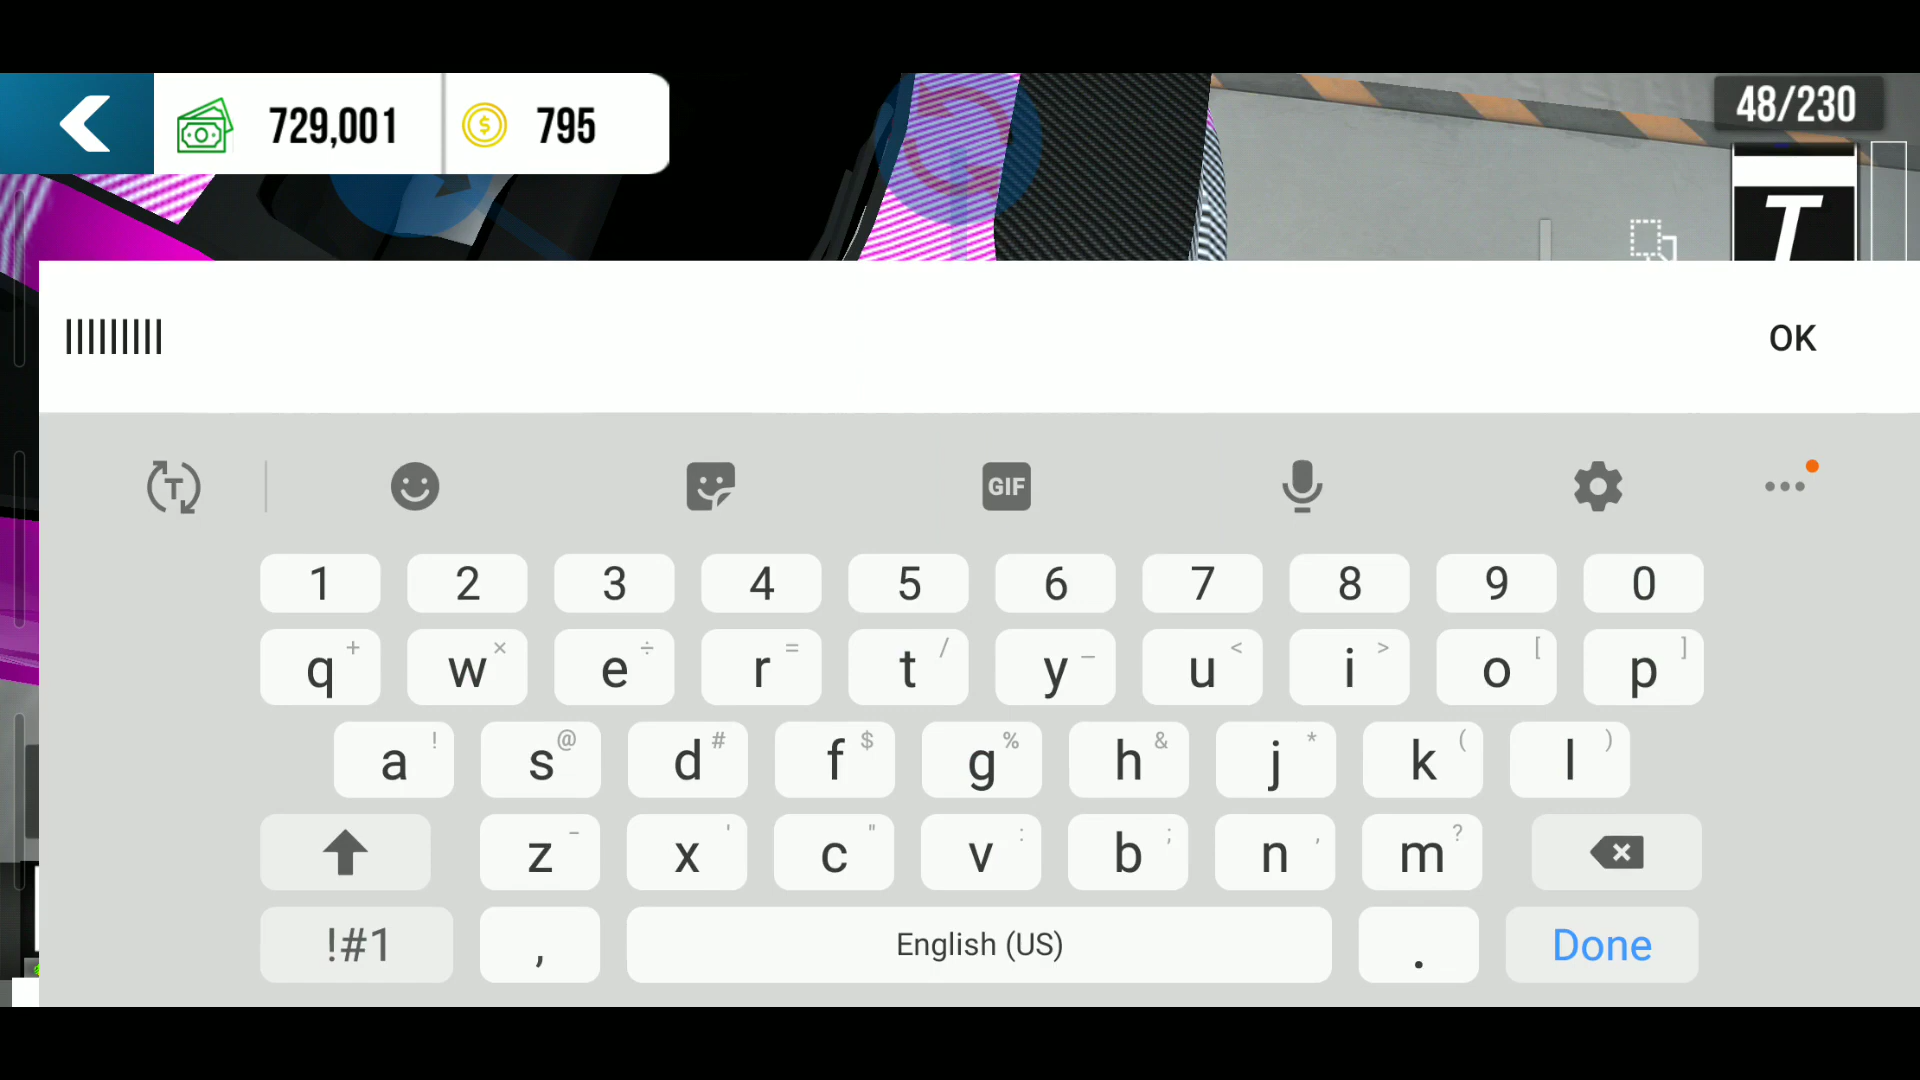 729,001
795
48/230
T
lllllllll
OK
T
GIF
1 2 3 4 5 6 7 8 9 0
q + w × e ÷ r = t / y _ u < i > o [ p ]
a ! s @ d # f $ g % h & j * k ( l )
z - x ' c " v : b ; n , m ?
!#1 , English (US) . Done